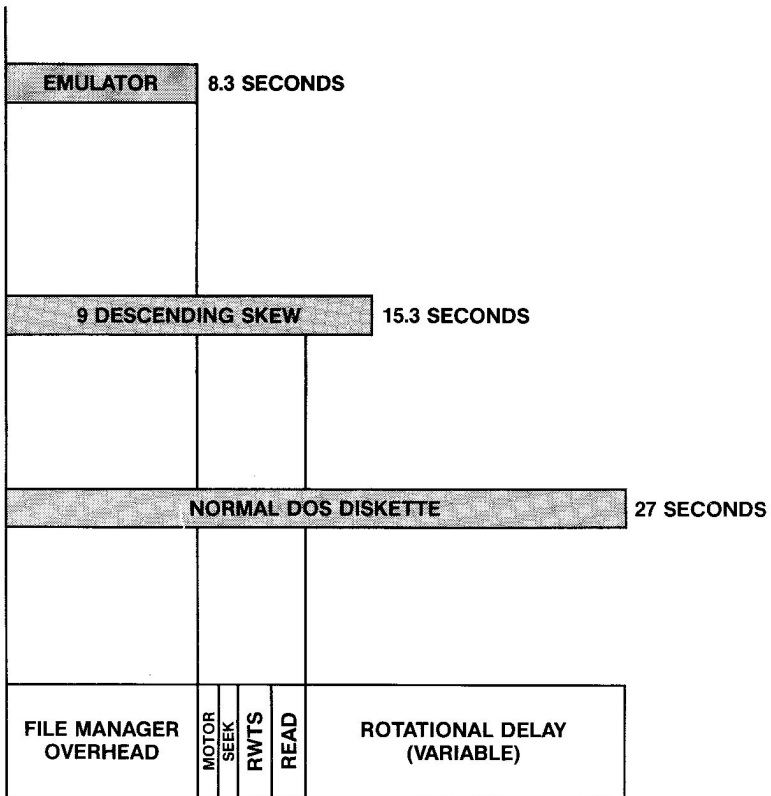 EMULATOR
8.3 SECONDS
9 DESCENDING SKEW
15.3 SECONDS
NORMAL DOS DISKETTE
27 SECONDS
FILE MANAGER
OVERHEAD
MOTOR
SEEK
RWTS
READ
ROTATIONAL DELAY
(VARIABLE)